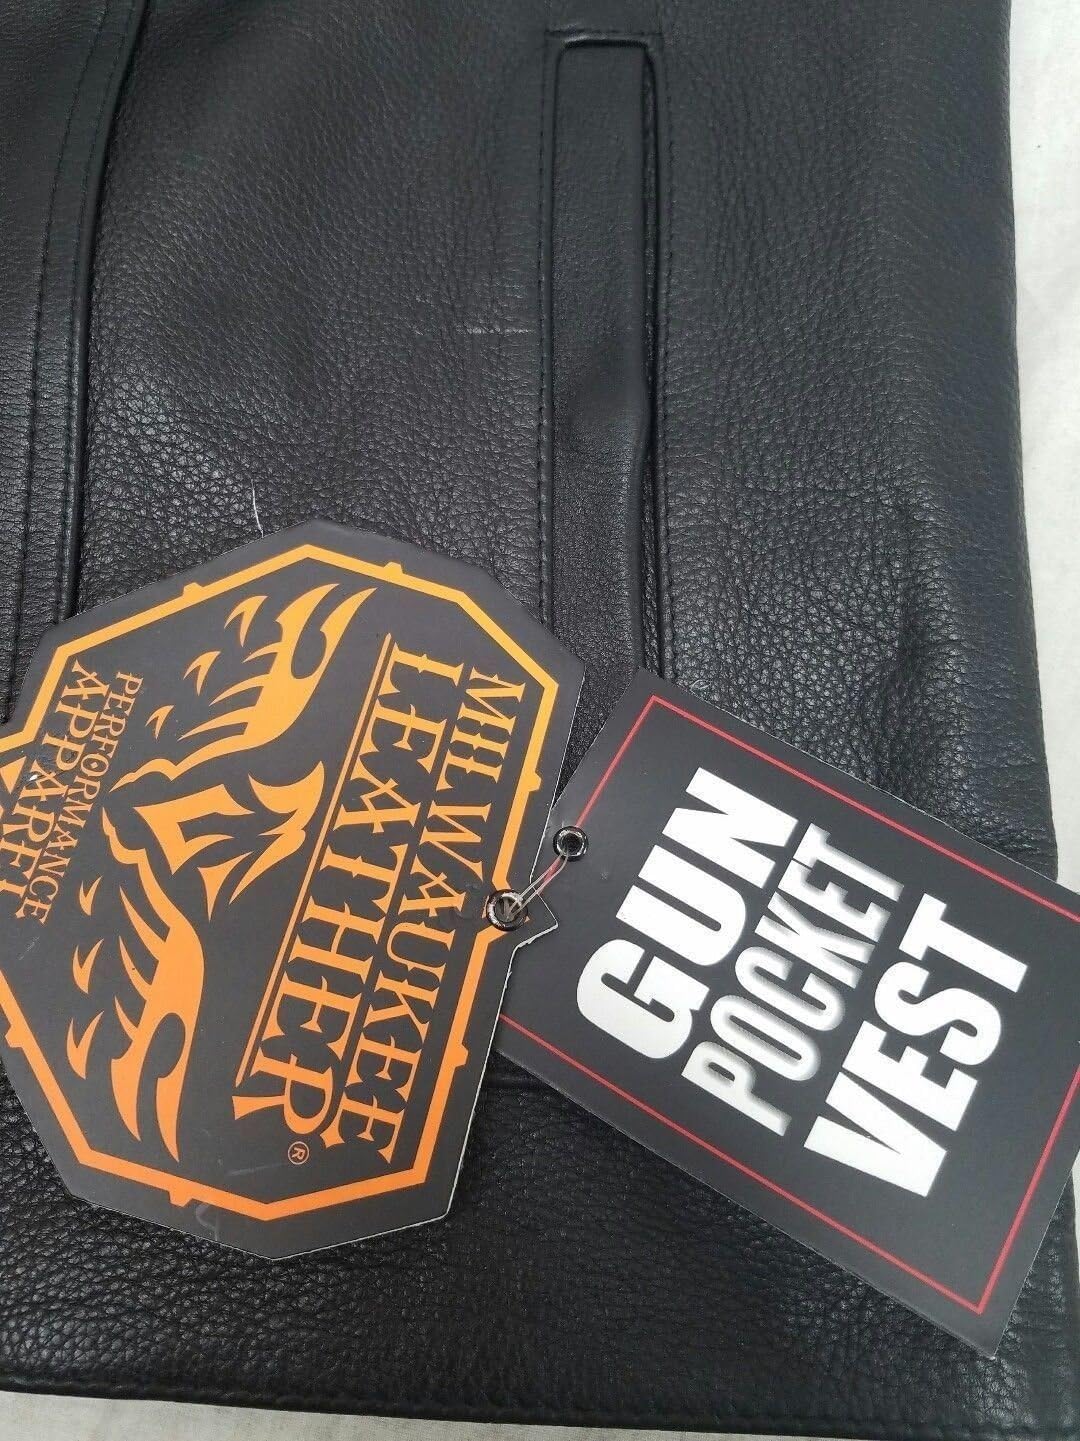 MILWAUKEE
LEATHER®
PERFORMANCE
APPAREL
GUN
POCKET
VEST